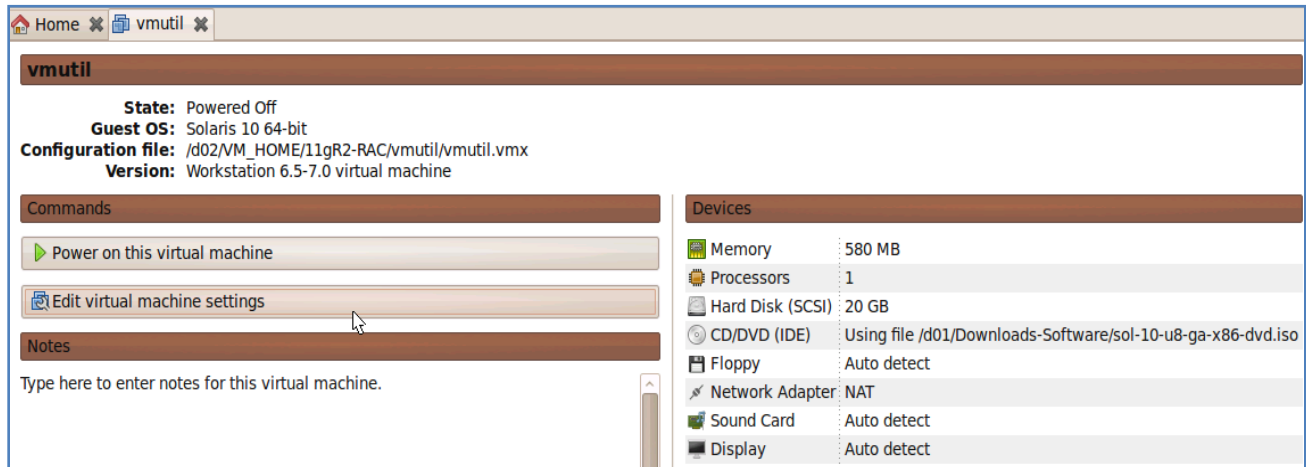 Home vmutil
vmutil
State: Powered Off
Guest OS: Solaris 10 64-bit
Configuration file: /d02/VM_HOME/11gR2-RAC/vmutil/vmutil.vmx
Version: Workstation 6.5-7.0 virtual machine
Commands
Power on this virtual machine
Edit virtual machine settings
Notes
Type here to enter notes for this virtual machine.
Devices
Memory 580 MB
Processors 1
Hard Disk (SCSI) 20 GB
CD/DVD (IDE) Using file /d01/Downloads-Software/sol-10-u8-ga-x86-dvd.iso
Floppy Auto detect
Network Adapter NAT
Sound Card Auto detect
Display Auto detect